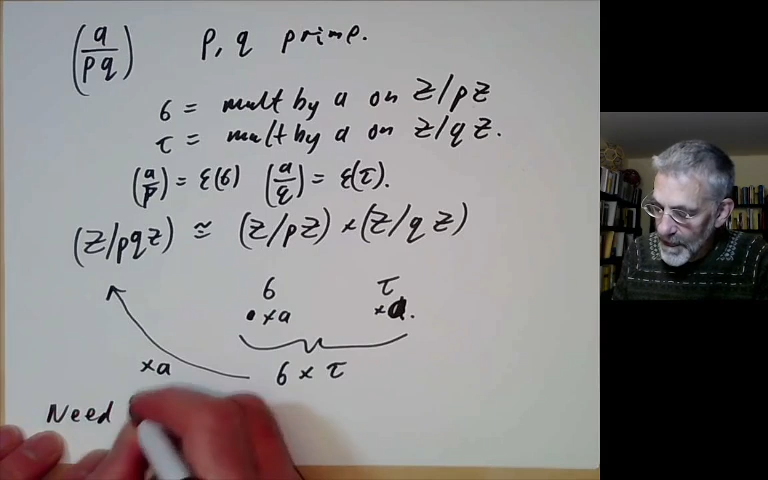 (a/pq) p, q prime.
σ = mult by a on Z/pZ
τ = mult by a on Z/qZ.
(a/p) = ε(σ) (a/q) = ε(τ).
(Z/pqZ) ≅ (Z/pZ) × (Z/qZ)
σ τ
×a ×a.
×a σ × τ
Need